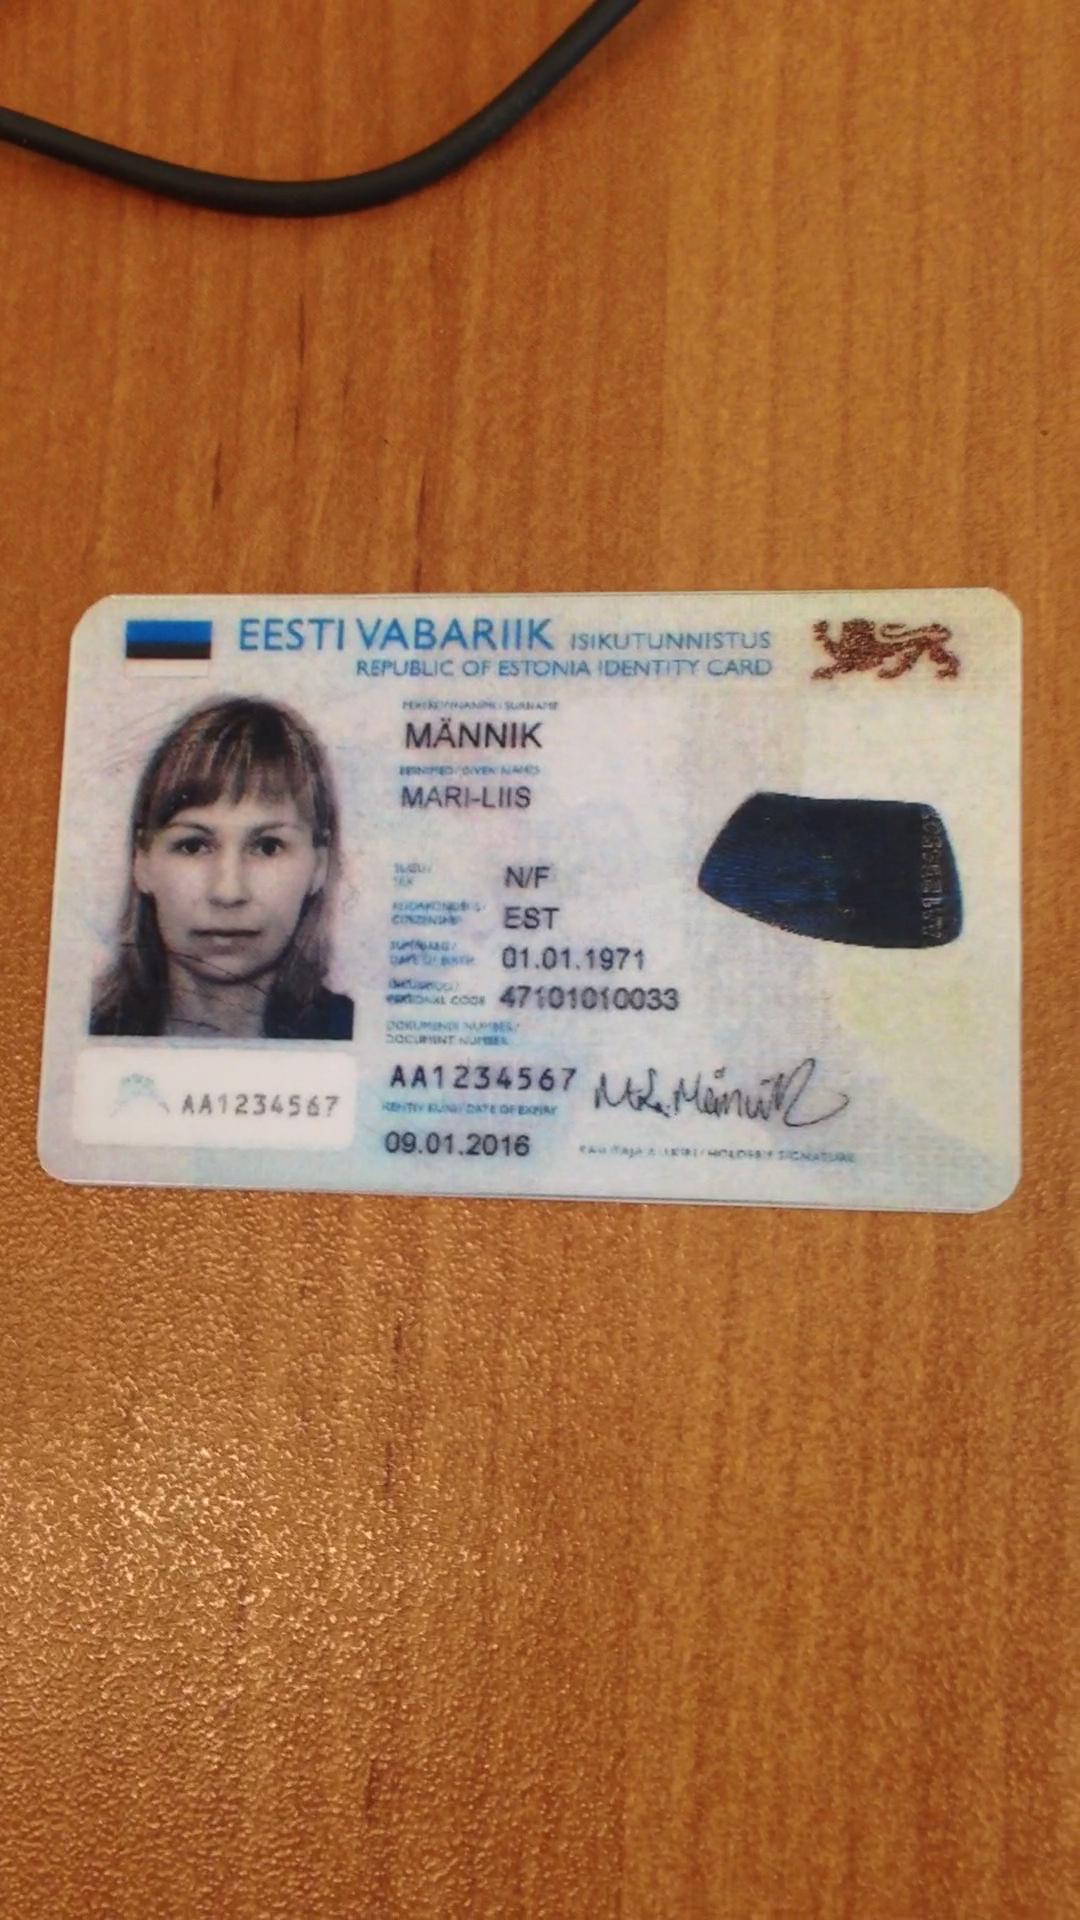 EESTI VABARIIK ISIKUTUNNISTUS
REPUBLIC OF ESTONIA IDENTITY CARD
PEREKONNANIMI / SURNAME
MÄNNIK
EESNIMED / GIVEN NAMES
MARI-LIIS
SUGU /
SEX
N/F
KODAKONDSUS /
CITIZENSHIP
EST
SÜNNIAEG /
DATE OF BIRTH
01.01.1971
ISIKUKOOD /
PERSONAL CODE
47101010033
DOKUMENDI NUMBER /
DOCUMENT NUMBER
AA1234567
KEHTIV KUNI / DATE OF EXPIRY
09.01.2016
AA1234567
M.L. Männik
KASUTAJA ALLKIRI / HOLDER'S SIGNATURE